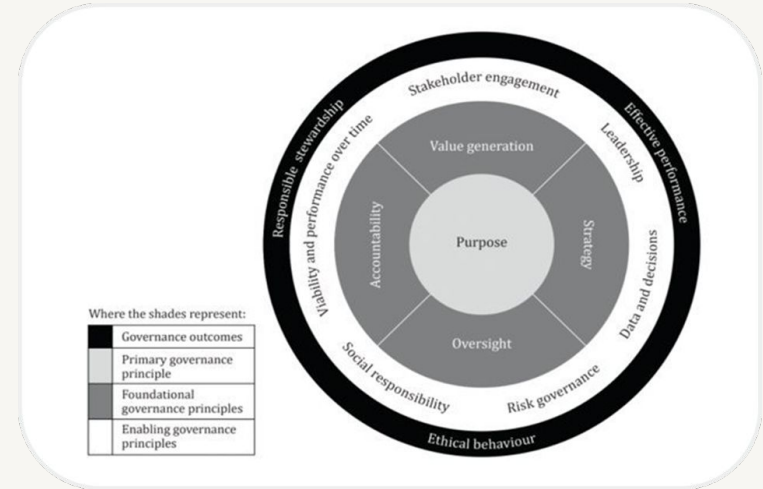 Responsible stewardship
Effective performance
Ethical behaviour
Stakeholder engagement
Leadership
Data and decisions
Risk governance
Social responsibility
Viability and performance over time
Value generation
Strategy
Oversight
Accountability
Purpose
Where the shades represent:
Governance outcomes
Primary governance
principle
Foundational
governance principles
Enabling governance
principles